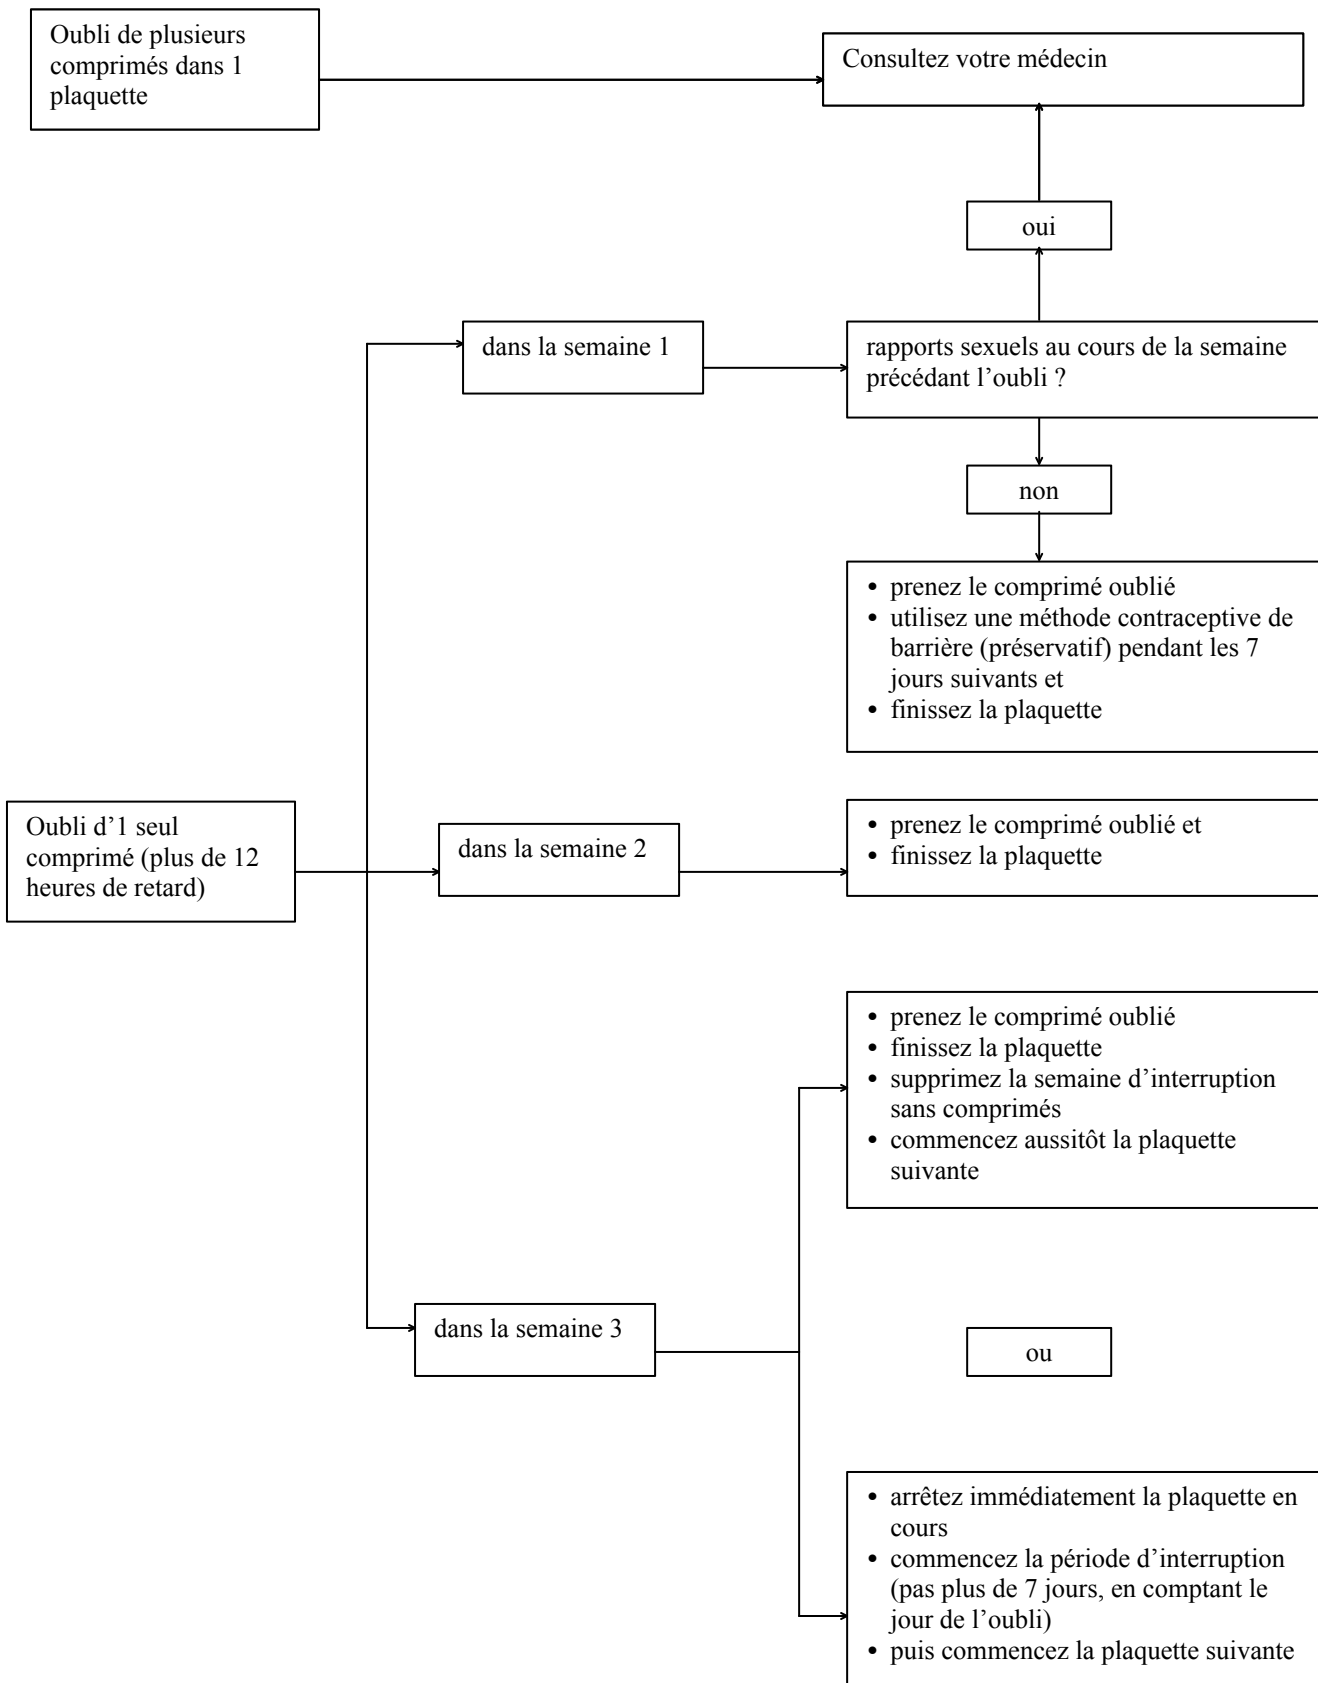 Oubli de plusieurs
comprimés dans 1
plaquette
Consultez votre médecin
oui
dans la semaine 1
rapports sexuels au cours de la semaine
précédant l’oubli ?
non
• prenez le comprimé oublié
• utilisez une méthode contraceptive de
barrière (préservatif) pendant les 7
jours suivants et
• finissez la plaquette
Oubli d’1 seul
comprimé (plus de 12
heures de retard)
dans la semaine 2
• prenez le comprimé oublié et
• finissez la plaquette
• prenez le comprimé oublié
• finissez la plaquette
• supprimez la semaine d’interruption
sans comprimés
• commencez aussitôt la plaquette
suivante
dans la semaine 3
ou
• arrêtez immédiatement la plaquette en
cours
• commencez la période d’interruption
(pas plus de 7 jours, en comptant le
jour de l’oubli)
• puis commencez la plaquette suivante